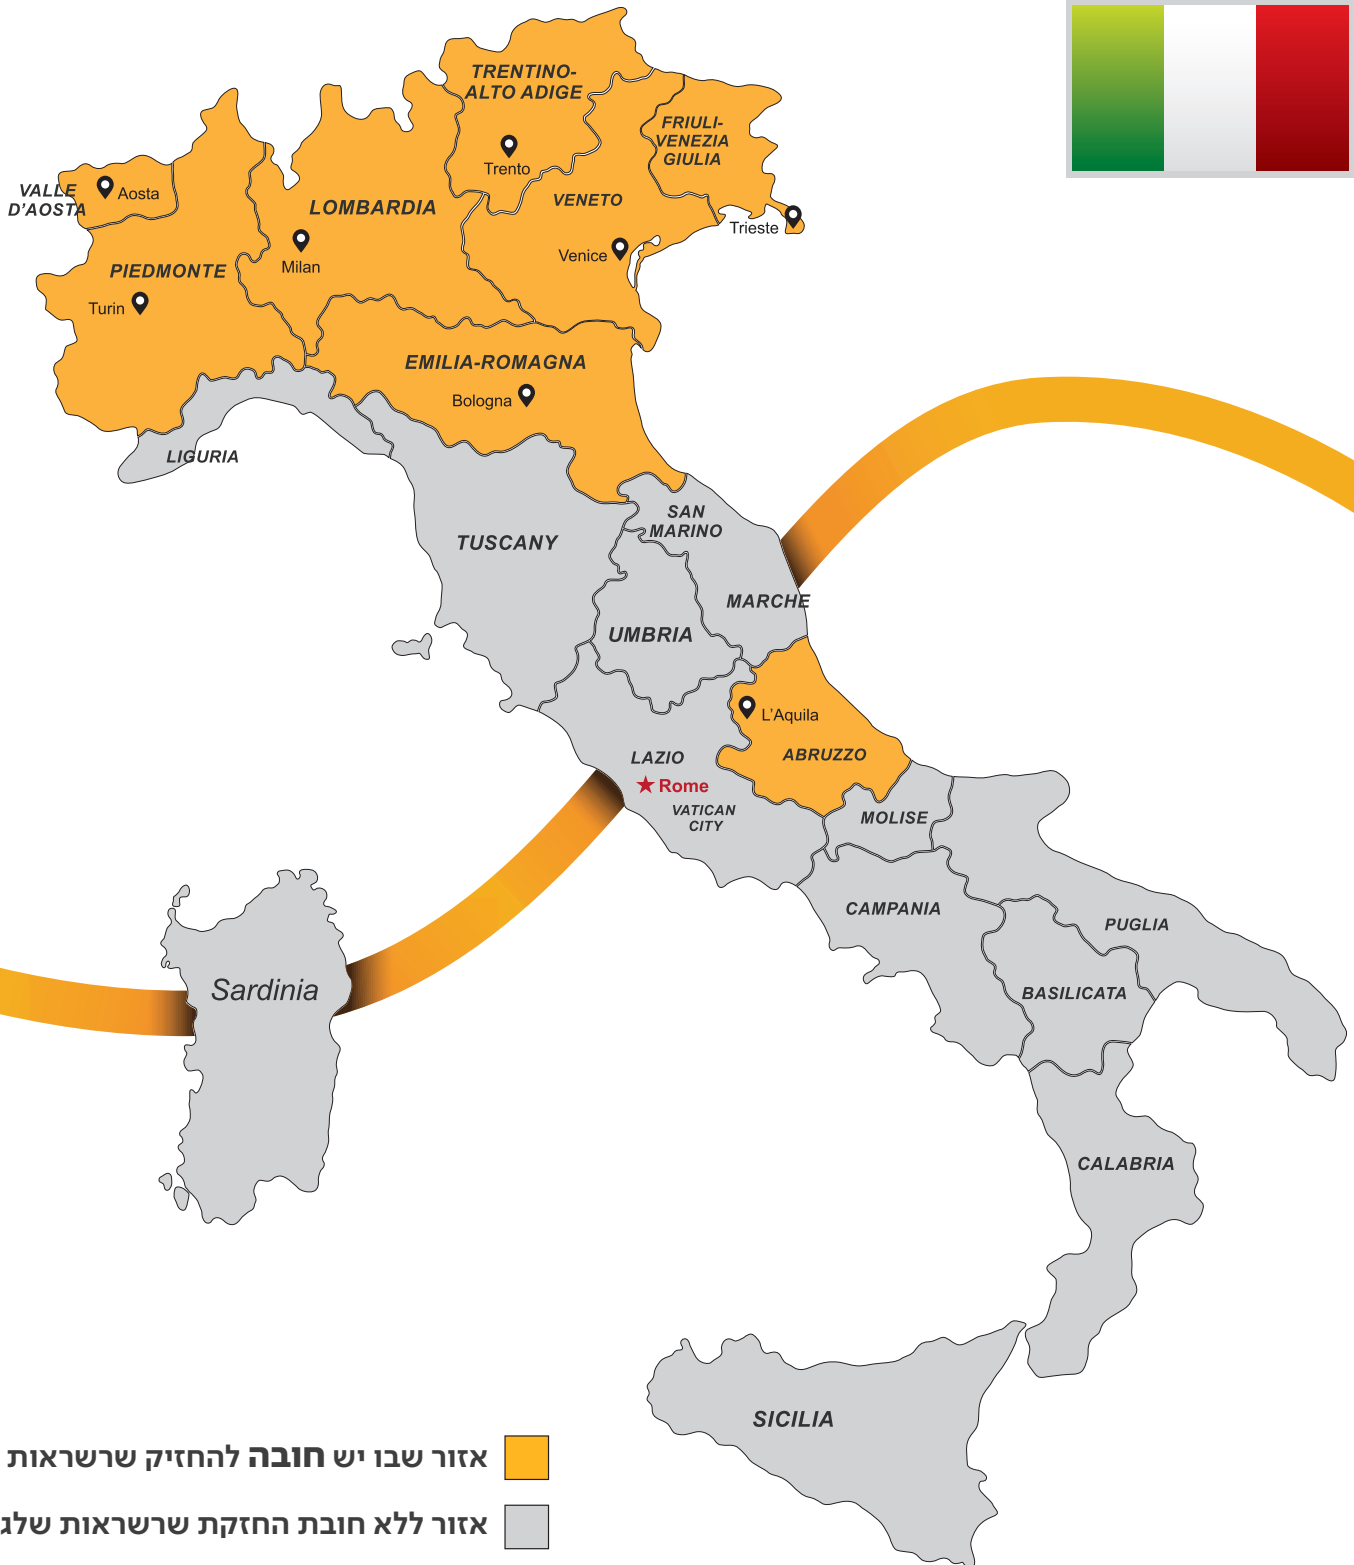 TRENTINO-
ALTO ADIGE
FRIULI-
VENEZIA
GIULIA
Trento
VALLE
D'AOSTA
Aosta
LOMBARDIA
VENETO
Trieste
Milan
Venice
PIEDMONTE
Turin
EMILIA-ROMAGNA
Bologna
LIGURIA
SAN
MARINO
TUSCANY
MARCHE
UMBRIA
L'Aquila
ABRUZZO
LAZIO
Rome
VATICAN
CITY
MOLISE
CAMPANIA
PUGLIA
BASILICATA
Sardinia
CALABRIA
SICILIA
אזור שבו יש חובה להחזיק שרשראות
אזור ללא חובת החזקת שרשראות שלג